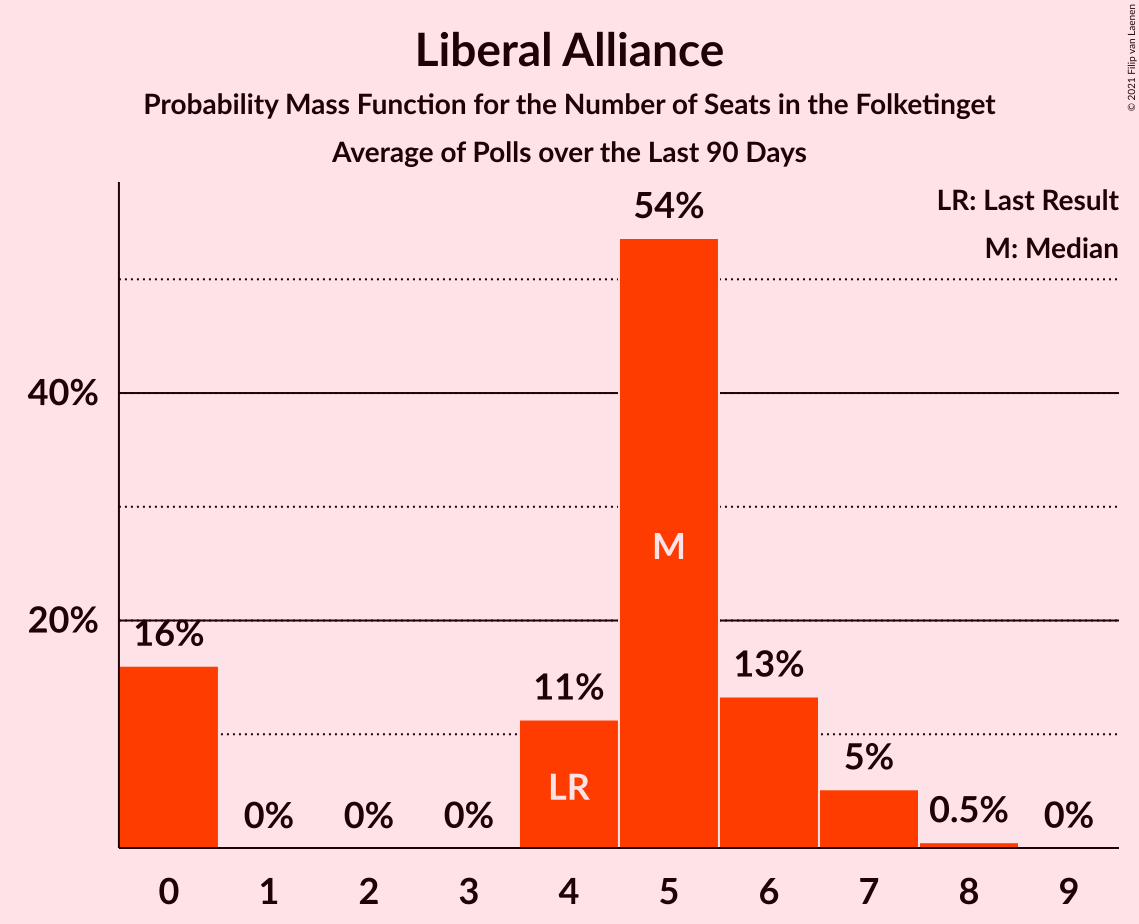 Liberal Alliance
Probability Mass Function for the Number of Seats in the Folketinget
Average of Polls over the Last 90 Days
© 2021 Filip van Laenen
LR: Last Result
M: Median
54%
40%
M
20%
16%
13%
11%
LR
5%
0% 0% 0% 0.5% 0%
0 1 2 3 4 5 6 7 8 9